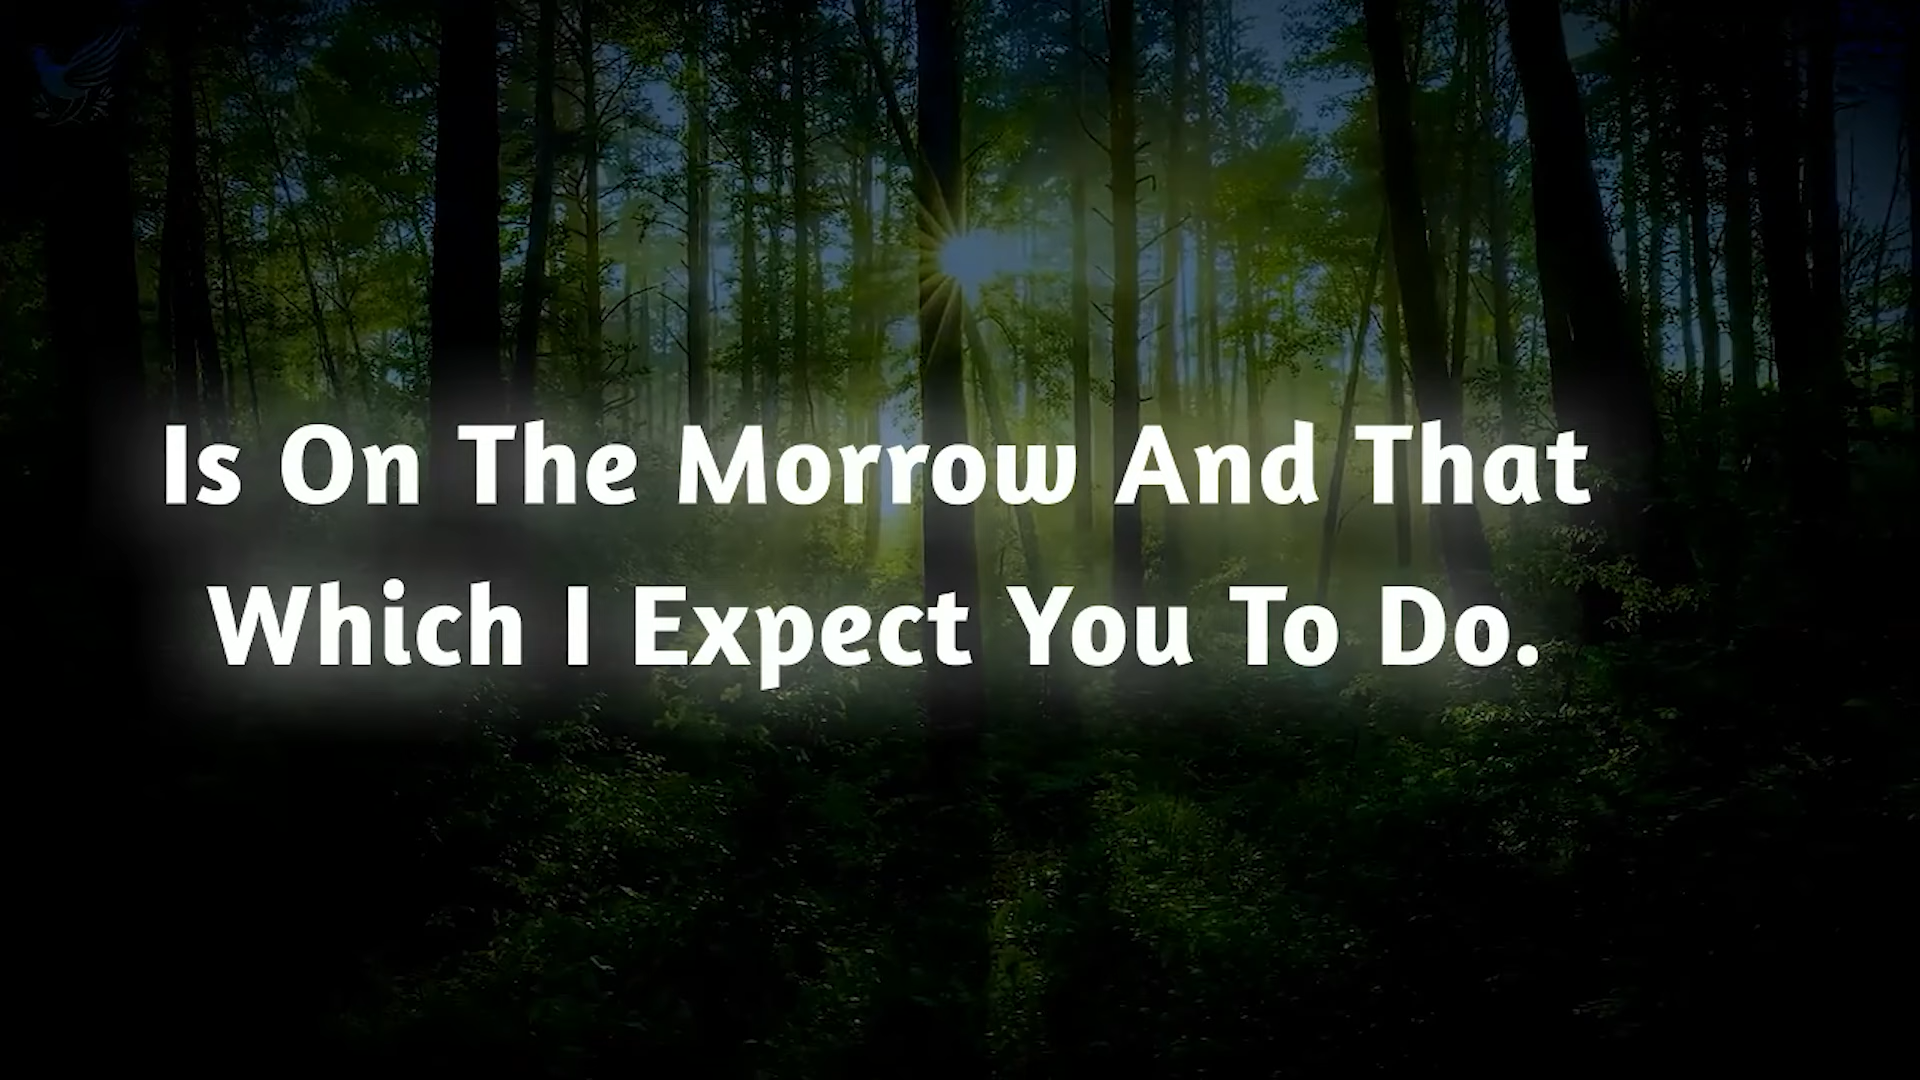 Is On The Morrow And That
Which I Expect You To Do.